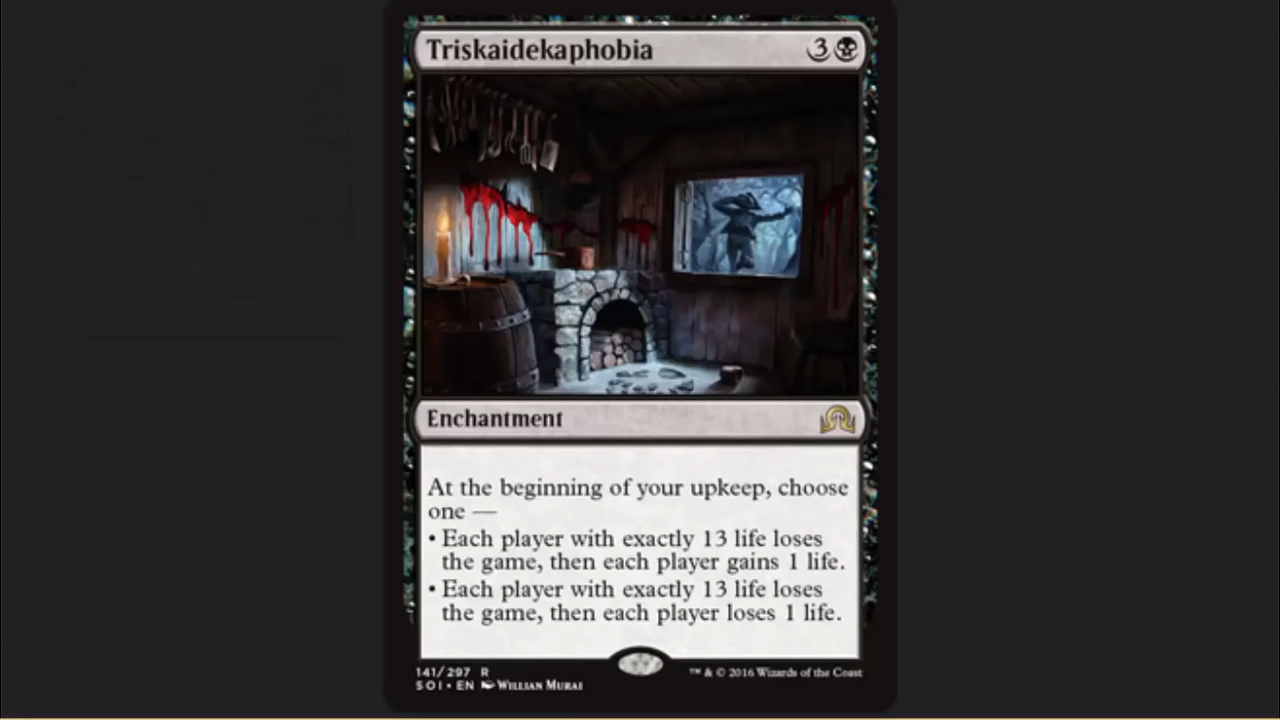 Triskaidekaphobia 3
Enchantment
At the beginning of your upkeep, choose
one —
• Each player with exactly 13 life loses
the game, then each player gains 1 life.
• Each player with exactly 13 life loses
the game, then each player loses 1 life.
141/297 R
™ & © 2016 Wizards of the Coast
SOI • EN WILLIAN MURAI